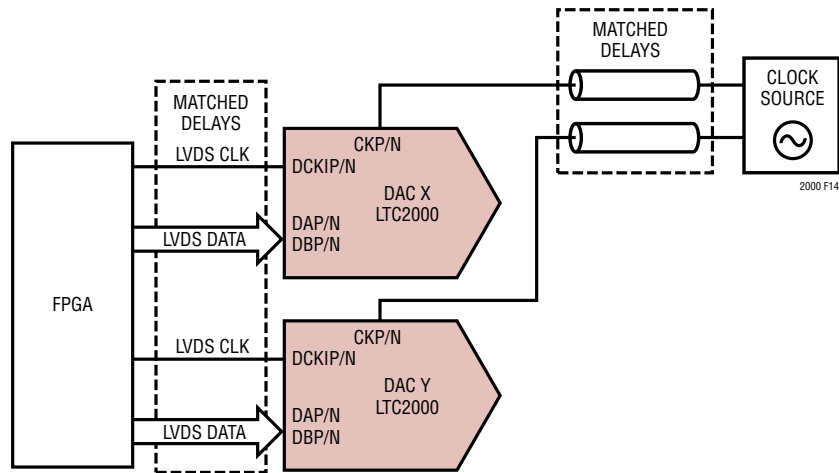 MATCHED
DELAYS
CLOCK
SOURCE
2000 F14
MATCHED
DELAYS
LVDS CLK
CKP/N
DCKIP/N
DAC X
LTC2000
DAP/N
DBP/N
LVDS DATA
FPGA
LVDS CLK
CKP/N
DCKIP/N
DAC Y
LTC2000
DAP/N
DBP/N
LVDS DATA